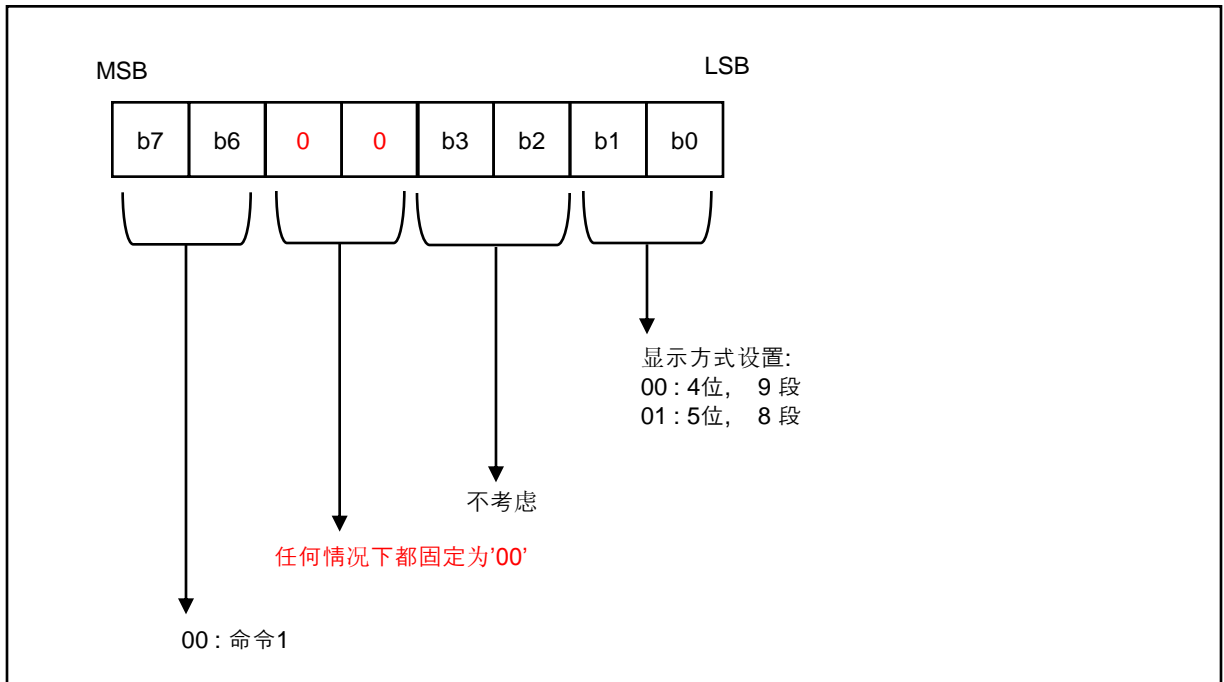 MSB LSB
b7 b6 0 0 b3 b2 b1 b0
显示方式设置:
00 : 4位, 9 段
01 : 5位, 8 段
不考虑
任何情况下都固定为’00’
00 : 命令1